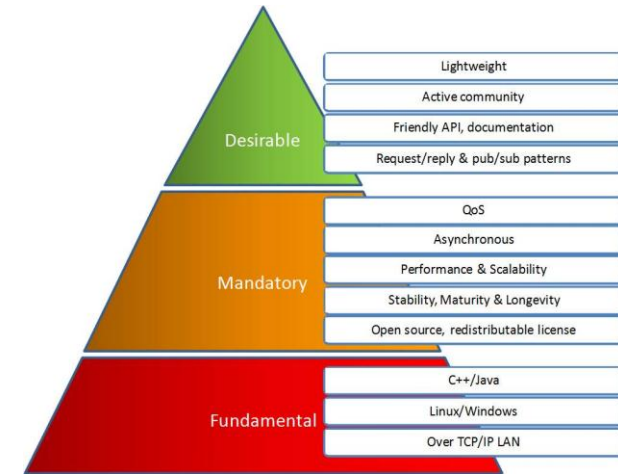 Lightweight
Active community
Friendly API, documentation
Desirable
Request/reply & pub/sub patterns
QoS
Asynchronous
Performance & Scalability
Mandatory
Stability, Maturity & Longevity
Open source, redistributable license
C++/Java
Linux/Windows
Fundamental
Over TCP/IP LAN